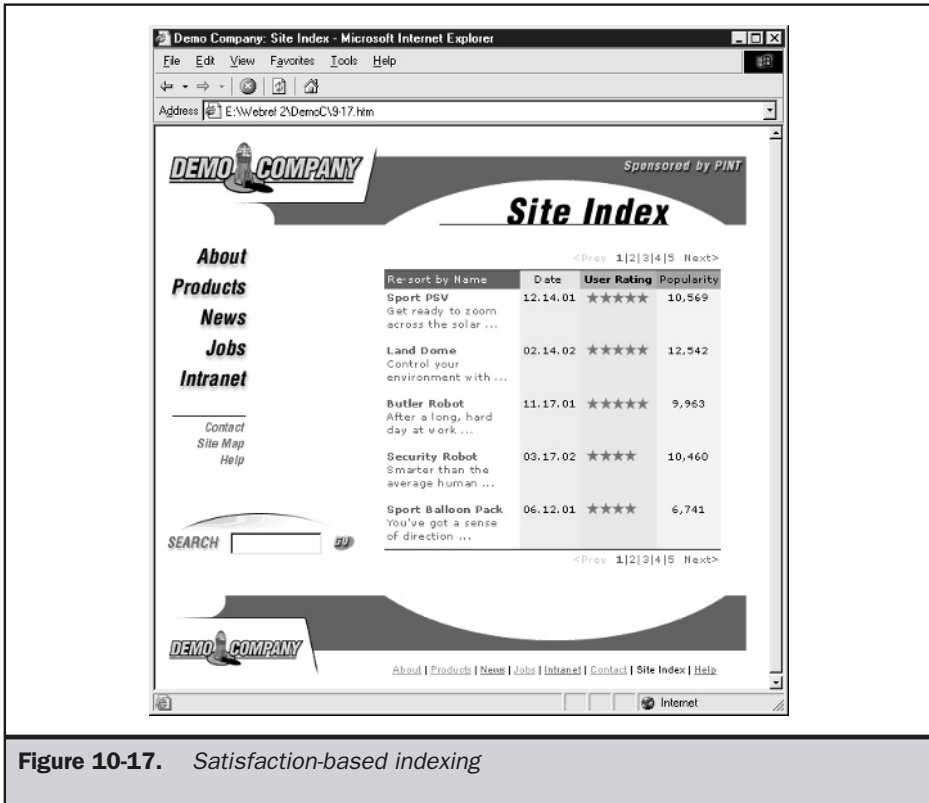 Demo Company: Site Index - Microsoft Internet Explorer
File Edit View Favorites Tools Help
Address E:\Webref 2\DemoC\9-17.htm
DEMO COMPANY
Sponsored by PINT
Site Index
About
Products
News
Jobs
Intranet
Contact
Site Map
Help
SEARCH GO
<Prev 1|2|3|4|5 Next>
Re-sort by Name Date User Rating Popularity
Sport PSV 12.14.01 ★★★★★ 10,569
Get ready to zoom
across the solar ...
Land Dome 02.14.02 ★★★★★ 12,542
Control your
environment with ...
Butler Robot 11.17.01 ★★★★★ 9,963
After a long, hard
day at work ...
Security Robot 03.17.02 ★★★★ 10,460
Smarter than the
average human ...
Sport Balloon Pack 06.12.01 ★★★★ 6,741
You've got a sense
of direction ...
<Prev 1|2|3|4|5 Next>
DEMO COMPANY
About | Products | News | Jobs | Intranet | Contact | Site Index | Help
Internet
Figure 10-17. Satisfaction-based indexing